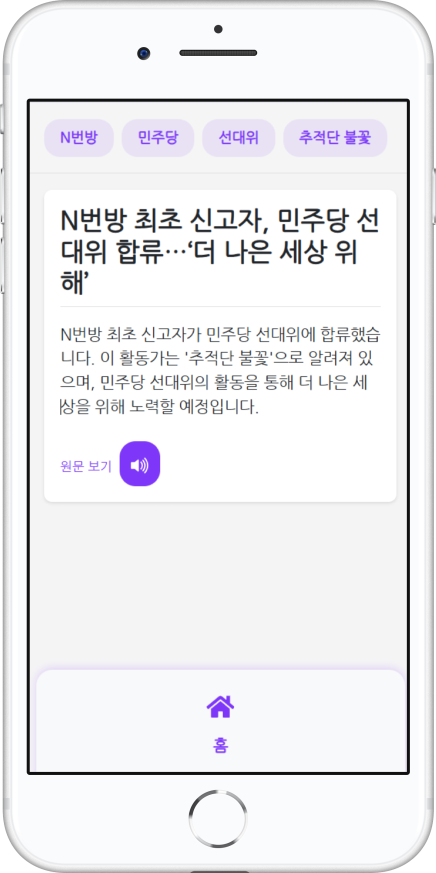 N번방 민주당 선대위 추적단 불꽃
N번방 최초 신고자, 민주당 선
대위 합류…‘더 나은 세상 위
해’
N번방 최초 신고자가 민주당 선대위에 합류했습
니다. 이 활동가는 '추적단 불꽃'으로 알려져 있
으며, 민주당 선대위의 활동을 통해 더 나은 세
상을 위해 노력할 예정입니다.
원문 보기
홈